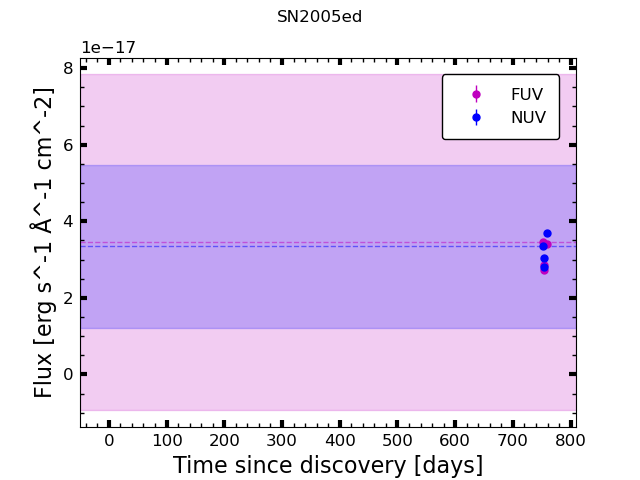 SN2005ed
1e−17
8
6
4
2
0
0 100 200 300 400 500 600 700 800
Flux [erg s^-1 Å^-1 cm^-2]
Time since discovery [days]
FUV
NUV